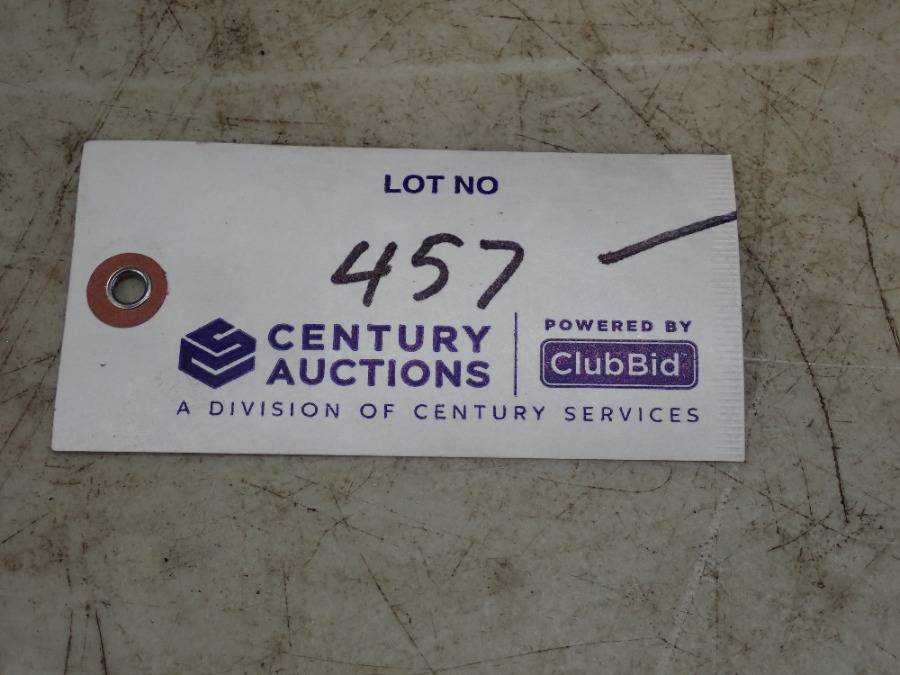 LOT NO
457
CENTURY
AUCTIONS
POWERED BY
ClubBid
A DIVISION OF CENTURY SERVICES